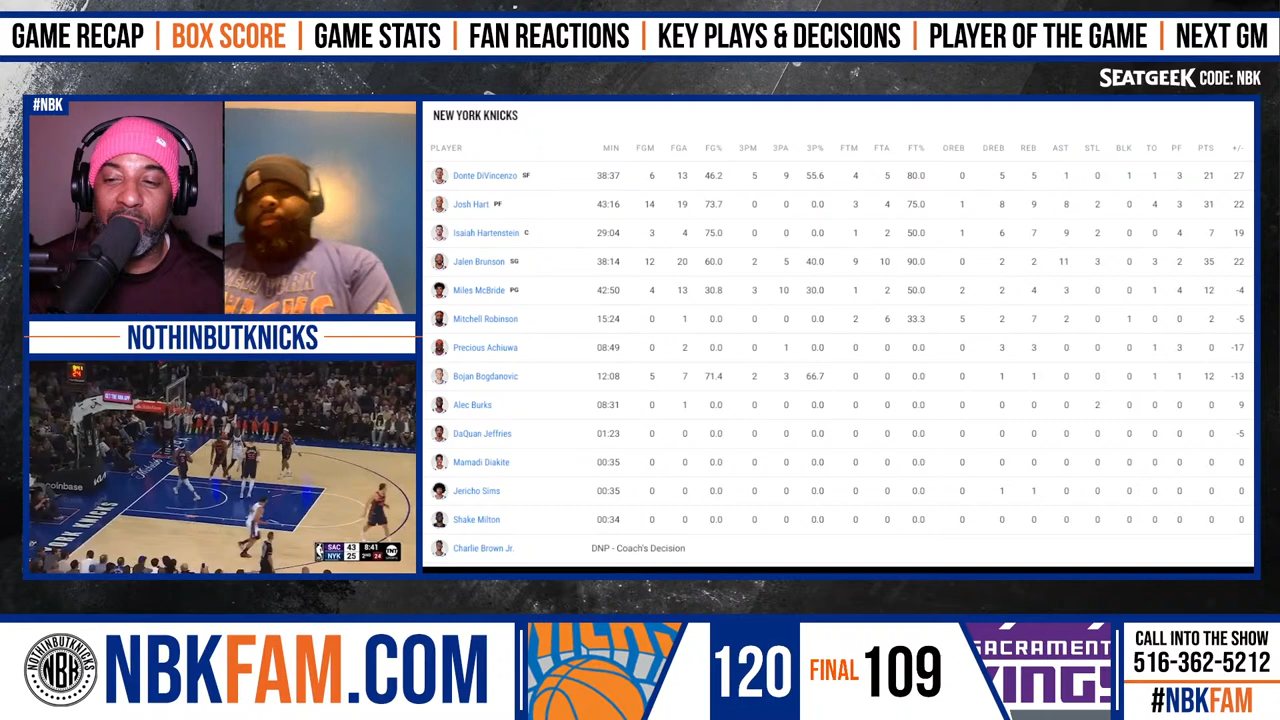 GAME RECAP | BOX SCORE | GAME STATS | FAN REACTIONS | KEY PLAYS & DECISIONS | PLAYER OF THE GAME | NEXT GM
SEATGEEK CODE: NBK
#NBK
NEW YORK
NOTHINBUTKNICKS
coinbase
SAC 43 8:41
NYK 25 2ND 24
TNT
NEW YORK KNICKS
PLAYER MIN FGM FGA FG% 3PM 3PA 3P% FTM FTA FT% OREB DREB REB AST STL BLK TO PF PTS +/-
Donte DiVincenzo SF 38:37 6 13 46.2 5 9 55.6 4 5 80.0 0 5 5 1 0 1 1 3 21 27
Josh Hart PF 43:16 14 19 73.7 0 0 0.0 3 4 75.0 1 8 9 8 2 0 4 3 31 22
Isaiah Hartenstein C 29:04 3 4 75.0 0 0 0.0 1 2 50.0 1 6 7 9 2 0 0 4 7 19
Jalen Brunson SG 38:14 12 20 60.0 2 5 40.0 9 10 90.0 0 2 2 11 3 0 3 2 35 22
Miles McBride PG 42:50 4 13 30.8 3 10 30.0 1 2 50.0 2 2 4 3 0 0 1 4 12 -4
Mitchell Robinson 15:24 0 1 0.0 0 0 0.0 2 6 33.3 5 2 7 2 0 1 0 0 2 -5
Precious Achiuwa 08:49 0 2 0.0 0 1 0.0 0 0 0.0 0 3 3 0 0 0 1 3 0 -17
Bojan Bogdanovic 12:08 5 7 71.4 2 3 66.7 0 0 0.0 0 1 1 0 0 0 1 1 12 -13
Alec Burks 08:31 0 1 0.0 0 0 0.0 0 0 0.0 0 0 0 0 2 0 0 0 0 9
DaQuan Jeffries 01:23 0 0 0.0 0 0 0.0 0 0 0.0 0 0 0 0 0 0 0 0 0 -5
Mamadi Diakite 00:35 0 0 0.0 0 0 0.0 0 0 0.0 0 0 0 0 0 0 0 0 0 0
Jericho Sims 00:35 0 0 0.0 0 0 0.0 0 0 0.0 0 1 1 0 0 0 0 0 0 0
Shake Milton 00:34 0 0 0.0 0 0 0.0 0 0 0.0 0 0 0 0 0 0 0 0 0 0
Charlie Brown Jr. DNP - Coach's Decision
NOTHINBUTKNICKS
NBK
NBKFAM.COM
120 FINAL 109
SACRAMENTO
KINGS
CALL INTO THE SHOW
516-362-5212
#NBKFAM